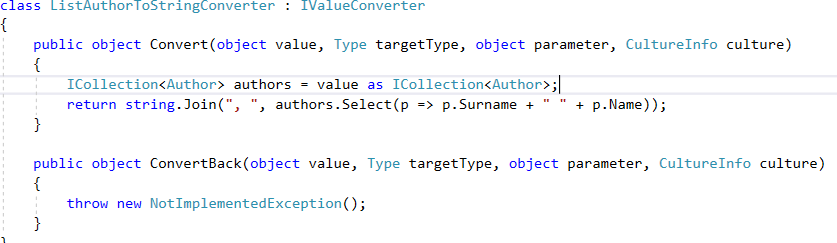 class ListAuthorToStringConverter : IValueConverter
{
public object Convert(object value, Type targetType, object parameter, CultureInfo culture)
{
ICollection<Author> authors = value as ICollection<Author>;
return string.Join(", ", authors.Select(p => p.Surname + " " + p.Name));
}
public object ConvertBack(object value, Type targetType, object parameter, CultureInfo culture)
{
throw new NotImplementedException();
}
}